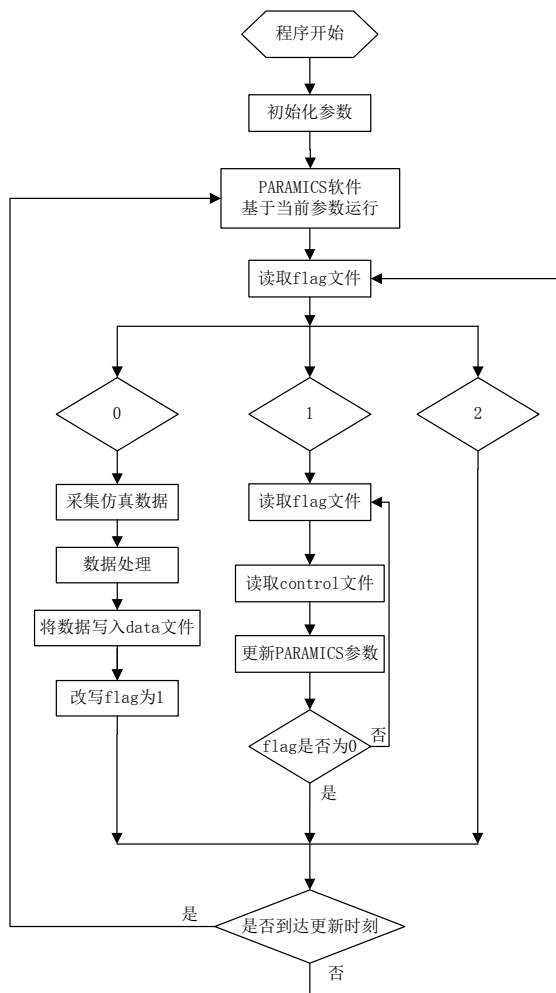 程序开始
初始化参数
PARAMICS软件
基于当前参数运行
读取flag文件
0
1
2
采集仿真数据
读取flag文件
数据处理
读取control文件
将数据写入data文件
更新PARAMICS参数
改写flag为1
flag是否为0
否
是
是否到达更新时刻
是
否